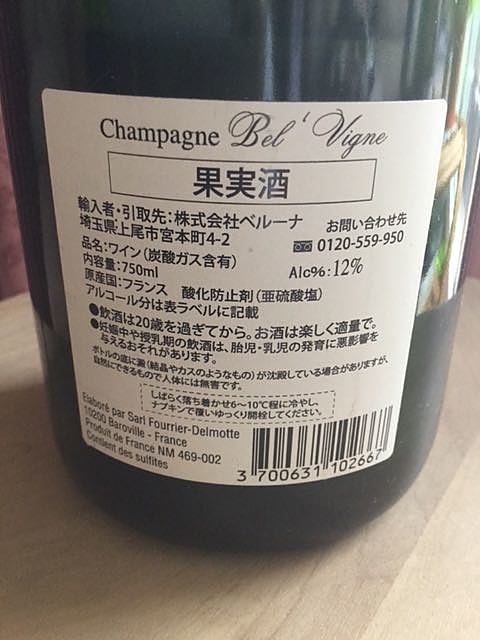 Champagne Bel'Vigne
果実酒
輸入者・引取先：株式会社ベルーナ
埼玉県上尾市宮本町4-2
お問い合わせ先
0120-559-950
品名：ワイン（炭酸ガス含有）
内容量：750ml
Alc%：12%
原産国：フランス 酸化防止剤（亜硫酸塩）
アルコール分は表ラベルに記載
●飲酒は20歳を過ぎてから。お酒は楽しく適量で。
●妊娠中や授乳期の飲酒は、胎児・乳児の発育に悪影響を
与えるおそれがあります。
ボトルの底に澱（結晶やカスのようなもの）が沈殿している場合がありますが、
自然にできるもので人体には無害です。
しばらく落ち着かせ6～10℃程に冷やし、
ナプキンで覆いゆっくり開栓してください。
Elaboré par Sarl Fourrier-Delmotte
10200 Baroville - France
Produit de France NM 469-002
Contient des sulfites
3 700631 102667